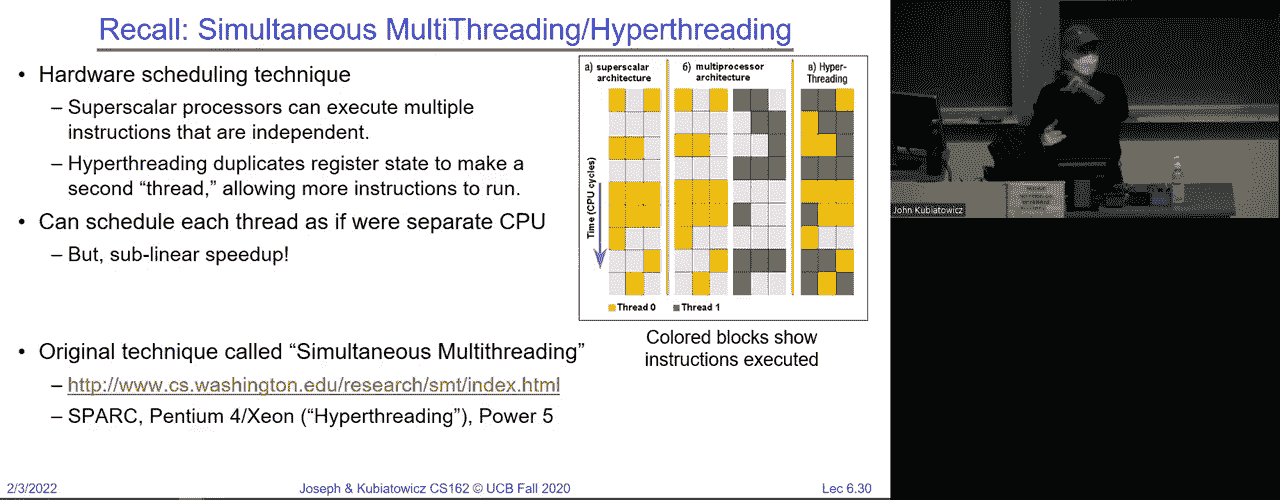 Recall: Simultaneous MultiThreading/Hyperthreading
• Hardware scheduling technique
– Superscalar processors can execute multiple
instructions that are independent.
– Hyperthreading duplicates register state to make a
second “thread,” allowing more instructions to run.
• Can schedule each thread as if were separate CPU
– But, sub-linear speedup!
• Original technique called “Simultaneous Multithreading”
– http://www.cs.washington.edu/research/smt/index.html
– SPARC, Pentium 4/Xeon (“Hyperthreading”), Power 5
а) superscalar
architecture
б) multiprocessor
architecture
в) Hyper-
Threading
Time (CPU cycles)
Thread 0
Thread 1
Colored blocks show
instructions executed
2/3/2022
Joseph & Kubiatowicz CS162 © UCB Fall 2020
Lec 6.30
John Kubiatowicz